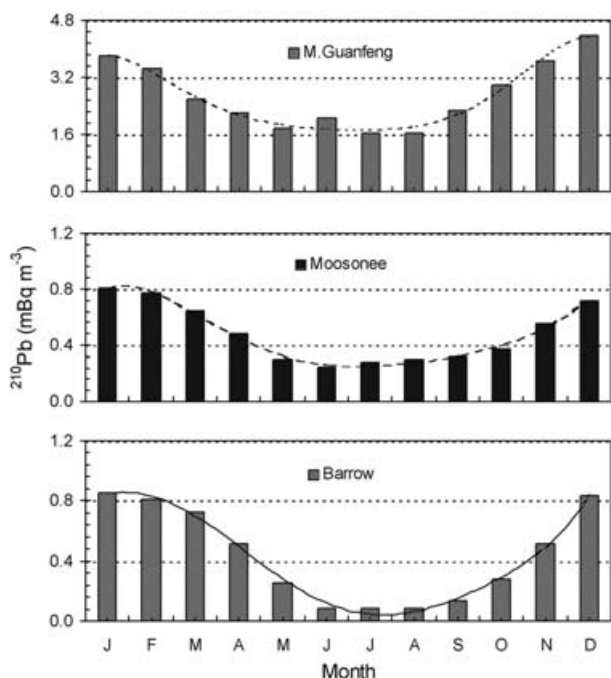 4.8
M.Guanfeng
3.2
1.6
0.0
1.2
Moosonee
0.8
0.4
0.0
²¹⁰Pb (mBq m⁻³)
1.2
Barrow
0.8
0.4
0.0
J F M A M J J A S O N D
Month